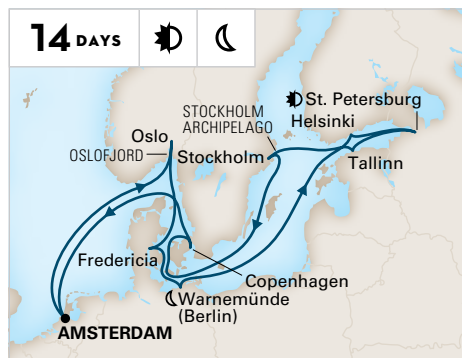 14 DAYS
St. Petersburg
STOCKHOLM
ARCHIPELAGO
Helsinki
Oslo
OSLOFJORD
Stockholm
Tallinn
Fredericia
Copenhagen
Warnemünde
(Berlin)
AMSTERDAM